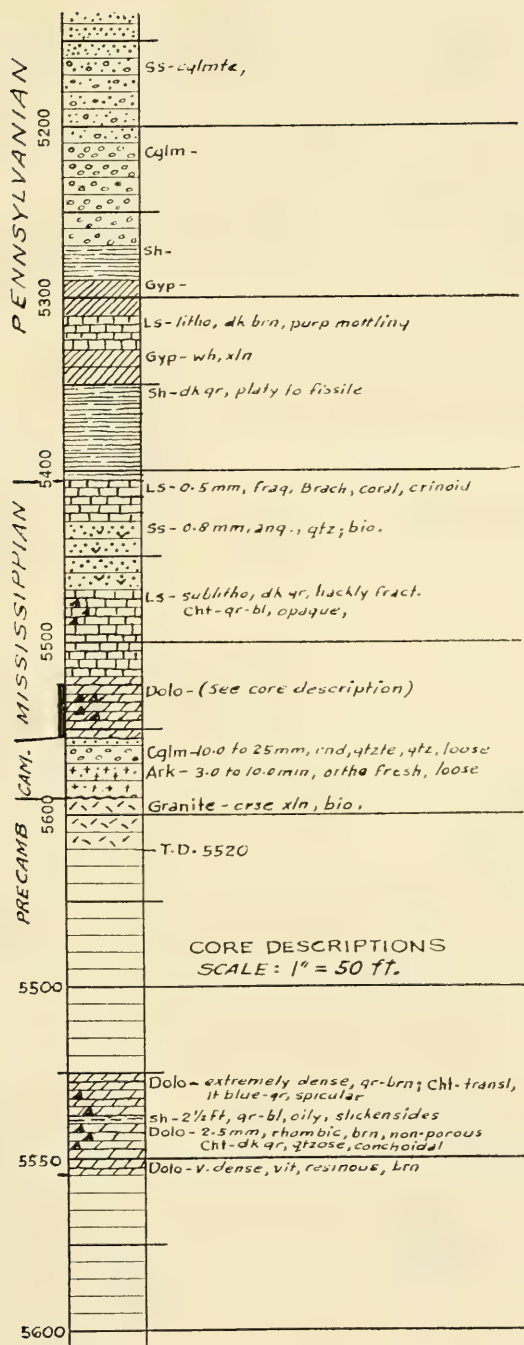 PENNSYLVANIAN
Ss-cglmte,
5200
Cglm-
Sh-
Gyp-
5300
Ls-litho, dk brn, purp mottling
Gyp-wh, xln
Sh-dk gr, platy to fissile
5400
MISSISSIPPIAN
Ls-0.5mm, frag. Brach, coral, crinoid
Ss-0.8mm, ang., qtz; bio.
Ls-sublitho, dk gr, hackly fract.
Cht-gr-bl, opaque,
5500
Dolo-(See core description)
CAM.
Cglm-10.0 to 25mm, rnd, qtzte, qtz, loose
Ark-3.0 to 10.0mm, ortho fresh, loose
5600
PRECAMB
Granite-crse xln, bio.
T.D. 5520
CORE DESCRIPTIONS
SCALE: 1" = 50 ft.
5500
Dolo-extremely dense, gr-brn; Cht-transl,
lt blue-gr, spicular
Sh-2½ft, gr-bl, oily, slickensides
Dolo-2.5mm, rhombic, brn, non-porous
Cht-dk gr, qtzose, conchoidal
5550
Dolo-v.dense, vit, resinous, brn
5600